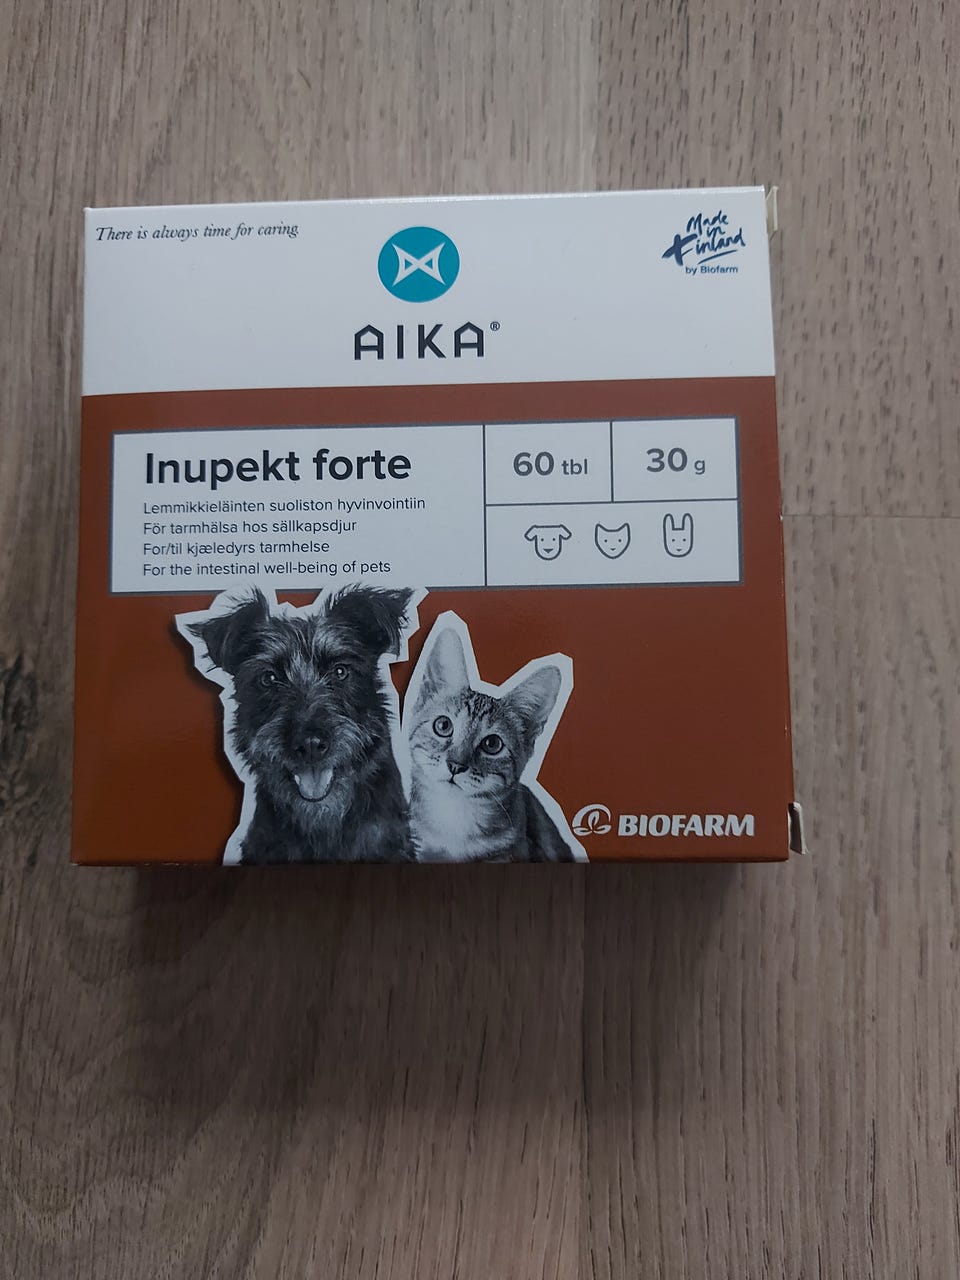 There is always time for caring.
Made
in
Finland
by Biofarm
AIKA®
Inupekt forte
Lemmikkieläinten suoliston hyvinvointiin
För tarmhälsa hos sällkapsdjur
For/til kjæledyrs tarmhelse
For the intestinal well-being of pets
60 tbl
30 g
BIOFARM